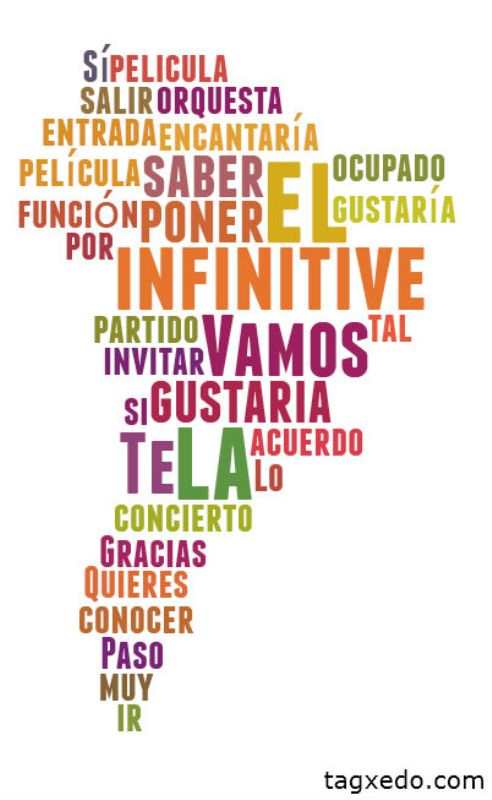 SÍ PELICULA
SALIR ORQUESTA
ENTRADA ENCANTARÍA
PELÍCULA SABER EL OCUPADO
FUNCIÓN PONER GUSTARÍA
POR
INFINITIVE
PARTIDO VAMOS TAL
INVITAR
SI GUSTARIA
TE LA ACUERDO
LO
CONCIERTO
GRACIAS
QUIERES
CONOCER
PASO
MUY
IR
tagxedo.com